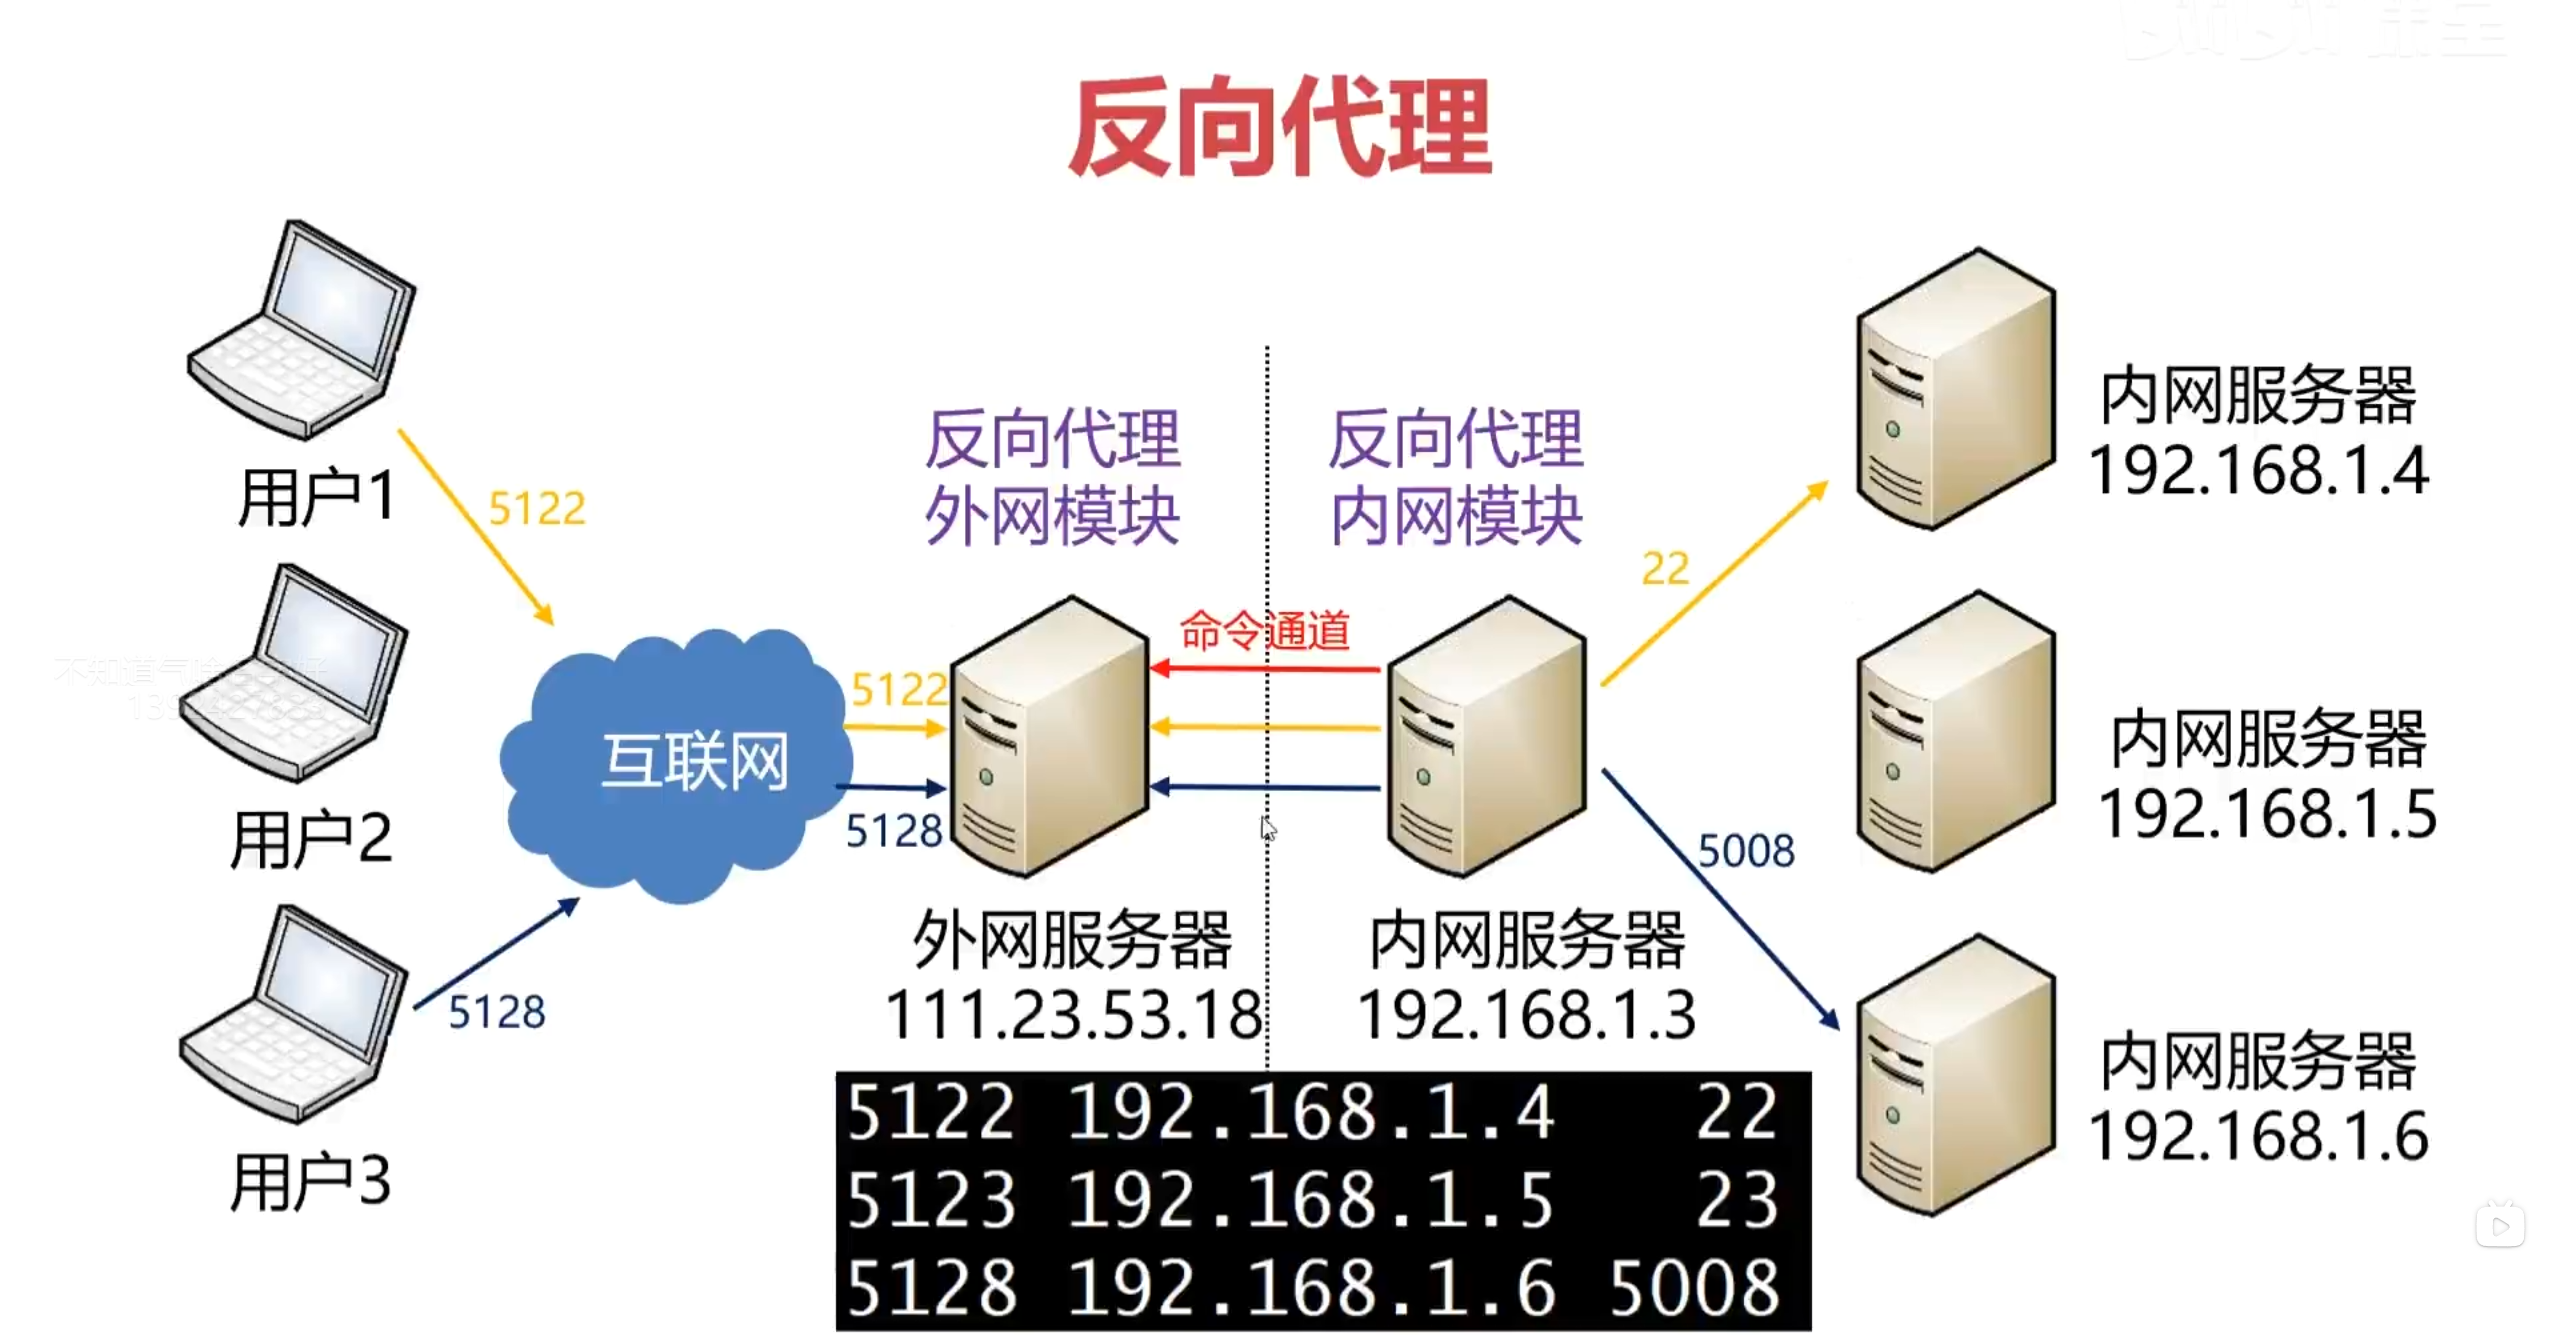 反向代理
用户1
5122
用户2
用户3
5128
互联网
5122
5128
反向代理
外网模块
反向代理
内网模块
命令通道
外网服务器
111.23.53.18
内网服务器
192.168.1.3
22
5008
内网服务器
192.168.1.4
内网服务器
192.168.1.5
内网服务器
192.168.1.6
5122 192.168.1.4 22
5123 192.168.1.5 23
5128 192.168.1.6 5008